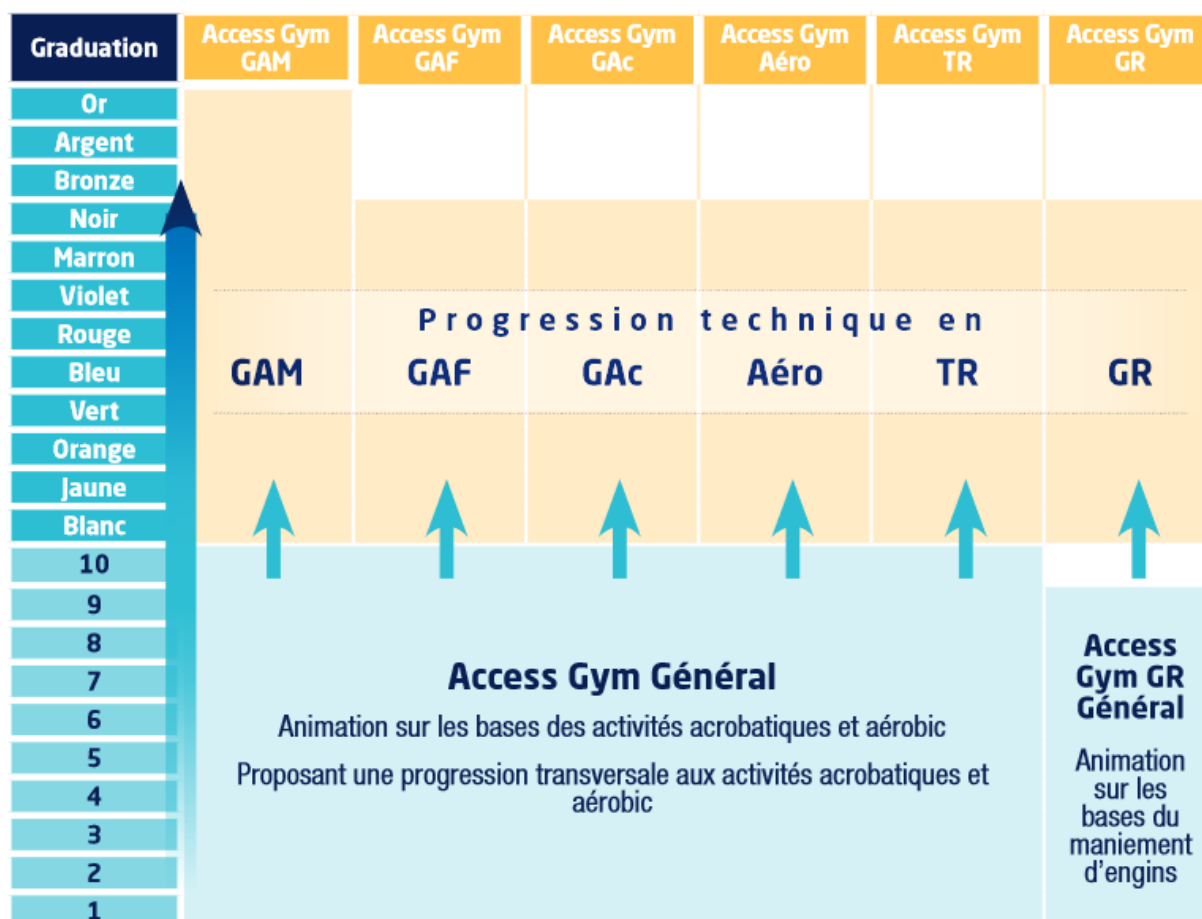 Graduation
Access Gym
GAM
Access Gym
GAF
Access Gym
GAc
Access Gym
Aéro
Access Gym
TR
Access Gym
GR
Or
Argent
Bronze
Noir
Marron
Violet
Rouge
Bleu
Vert
Orange
Jaune
Blanc
10
9
8
7
6
5
4
3
2
1
Progression technique en
GAM
GAF
GAc
Aéro
TR
GR
Access Gym Général
Animation sur les bases des activités acrobatiques et aérobic
Proposant une progression transversale aux activités acrobatiques et
aérobic
Access
Gym GR
Général
Animation
sur les
bases du
maniement
d'engins